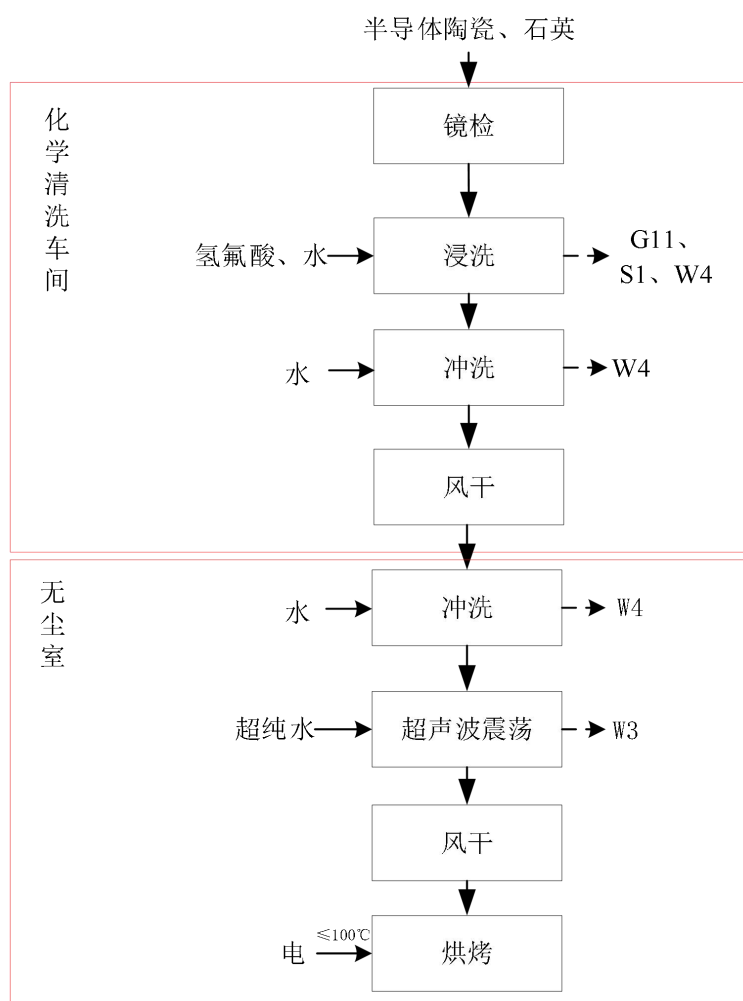 半导体陶瓷、石英
化学清洗车间
镜检
氢氟酸、水
浸洗
G11、
S1、W4
水
冲洗
W4
风干
无尘室
水
冲洗
W4
超纯水
超声波震荡
W3
风干
电
≤100℃
烘烤